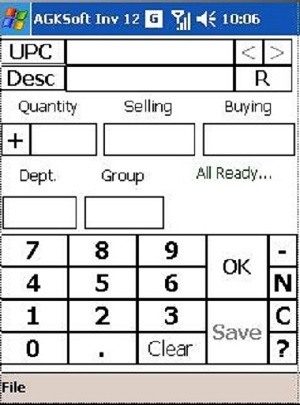 AGKSoft Inv 12 G 10:06
UPC < >
Desc R
Quantity Selling Buying
+
Dept. Group All Ready...
7 8 9 OK -
4 5 6 N
1 2 3 Save C
0 . Clear ?
File